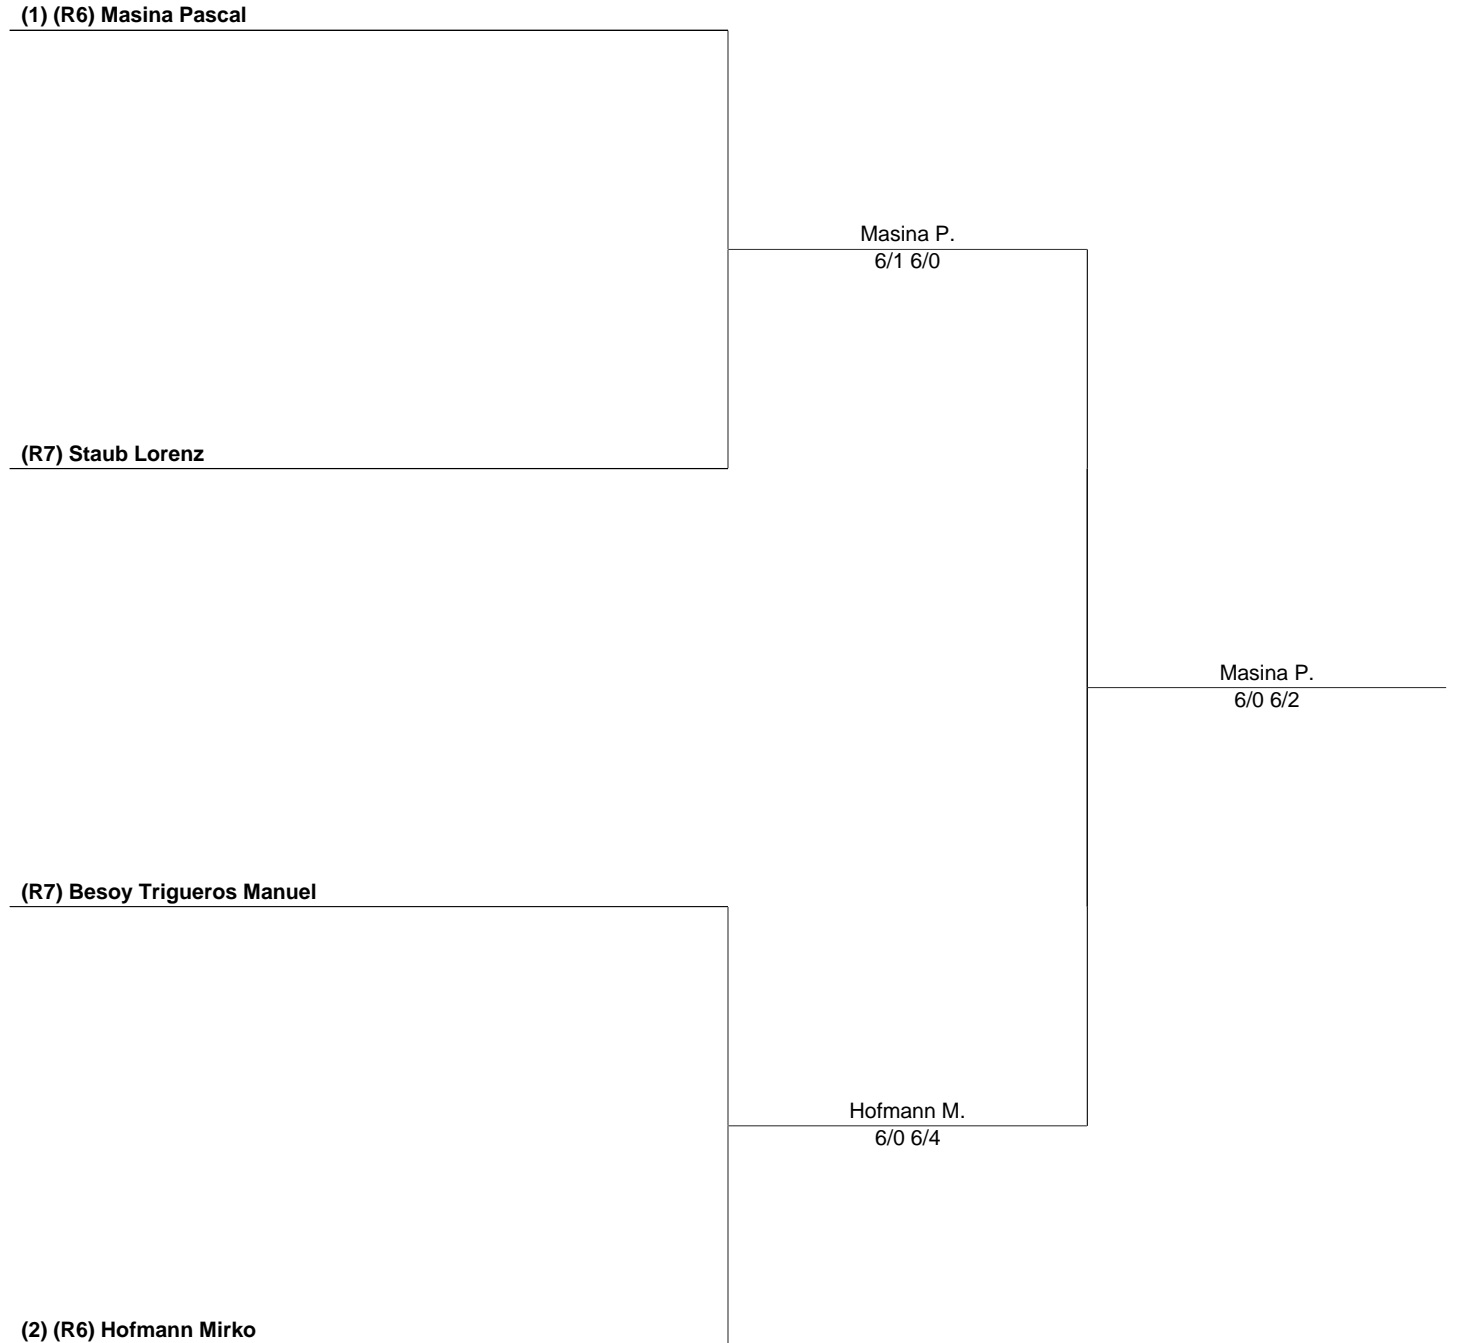 (1) (R6) Masina Pascal
Masina P.
6/1 6/0
(R7) Staub Lorenz
Masina P.
6/0 6/2
(R7) Besoy Trigueros Manuel
Hofmann M.
6/0 6/4
(2) (R6) Hofmann Mirko